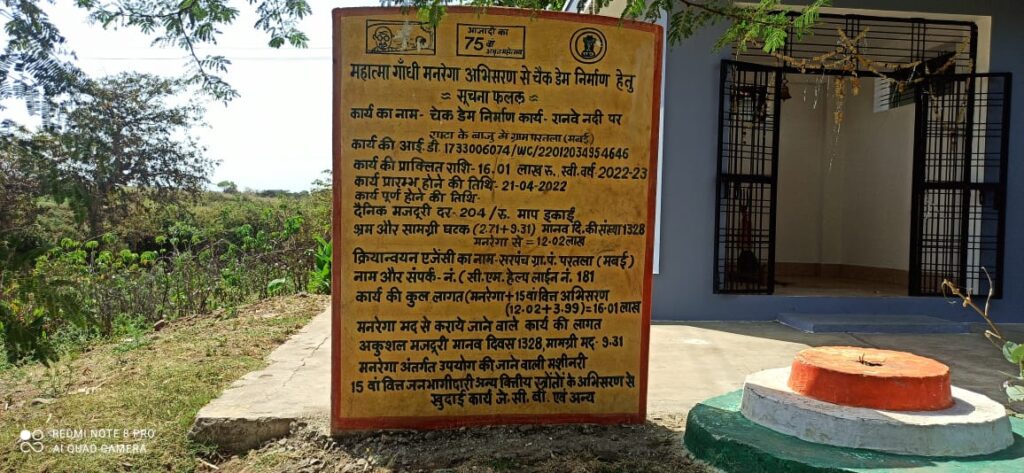 आज़ादी का
75 वां
अमृत महोत्सव
महात्मा गाँधी मनरेगा अभिसरण से चैक डेम निर्माण हेतु
सूचना फलक
कार्य का नाम - चेक डेम निर्माण कार्य - रानवे नदी पर
रपटा के बाजु में ग्राम परतला (मबई)
कार्य की आई. डी. 1733006074/WC/22012034954646
कार्य की प्राक्लित राशि - 16.01 लाख रु., स्वी. वर्ष. 2022-23
कार्य प्रारम्भ होने की तिथि - 21-04-2022
कार्य पूर्ण होने की तिथि -
दैनिक मजदूरी दर - 204 / रु. माप इकाई
श्रम और सामग्री घटक (2.71+9.31) मानव दि. की संख्या 1328
मनरेगा से = 12.02 लाख
क्रियान्वयन एजेंसी का नाम - सरपंच ग्रा.पं. परतला (मबई)
नाम और संपर्क - नं. (सी.एम. हेल्प लाईन नं. 181
कार्य की कुल लागत (मनरेगा + 15 वां वित्त अभिसरण
(12.02 + 3.99) = 16.01 लाख
मनरेगा मद से कराये जाने वाले कार्य की लागत
अकुशल मजदूरी मानव दिवस 1328, मामग्री मद - 9.31
मनरेगा अंतर्गत उपयोग की जाने वाली मशीनरी
15 वां वित्त जनभागीदारी अन्य वित्तिय स्त्रोतों के अभिसरण से
खुदाई कार्य जे. सी. बी. एवं अन्य
REDMI NOTE 8 PRO
AI QUAD CAMERA